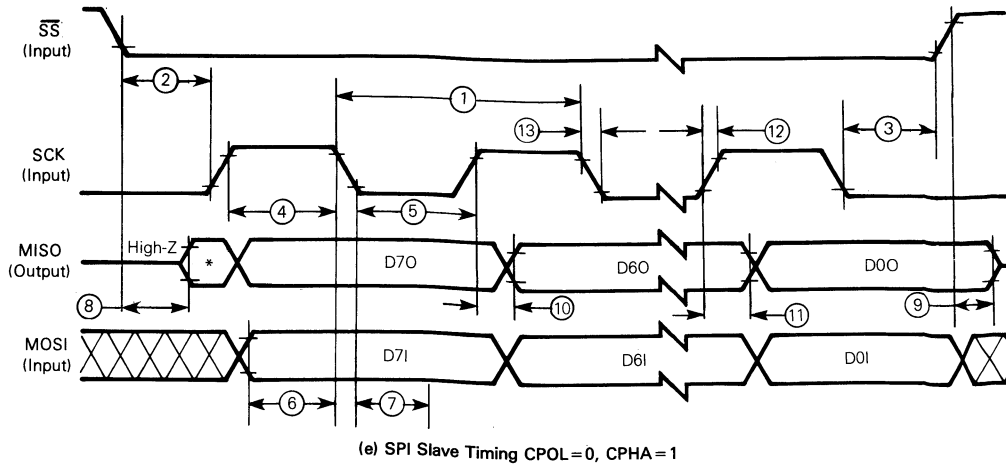 SS
(Input)
2
1
13
12
3
SCK
(Input)
4
5
MISO
(Output)
High-Z
*
D7O
D6O
D0O
8
10
11
9
MOSI
(Input)
D7I
D6I
D0I
6
7
(e) SPI Slave Timing CPOL=0, CPHA=1